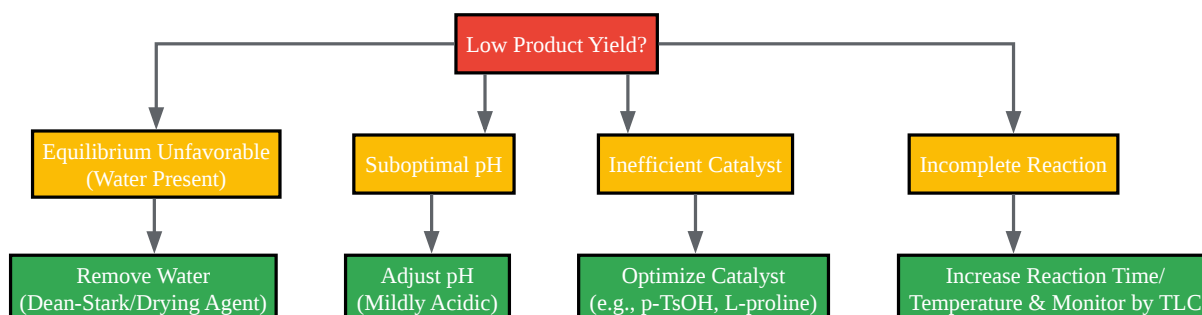 Low Product Yield?
Equilibrium Unfavorable
(Water Present)
Suboptimal pH
Inefficient Catalyst
Incomplete Reaction
Remove Water
(Dean-Stark/Drying Agent)
Adjust pH
(Mildly Acidic)
Optimize Catalyst
(e.g., p-TsOH, L-proline)
Increase Reaction Time/
Temperature & Monitor by TLC